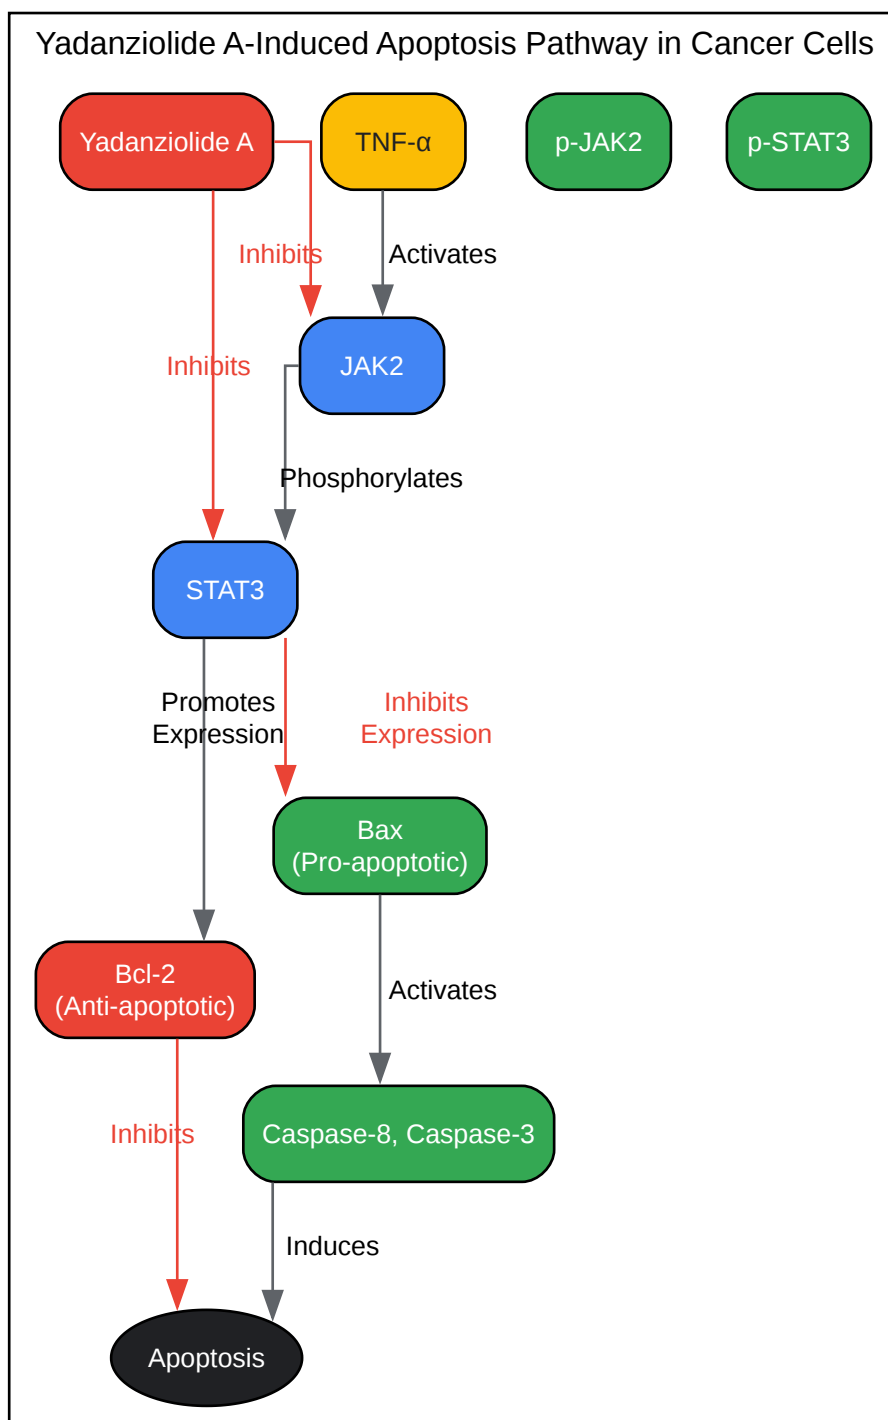 Yadanziolide A-Induced Apoptosis Pathway in Cancer Cells
Yadanziolide A
TNF-α
p-JAK2
p-STAT3
Inhibits
Activates
Inhibits
JAK2
Phosphorylates
STAT3
Promotes
Expression
Inhibits
Expression
Bax
(Pro-apoptotic)
Bcl-2
(Anti-apoptotic)
Activates
Inhibits
Caspase-8, Caspase-3
Induces
Apoptosis